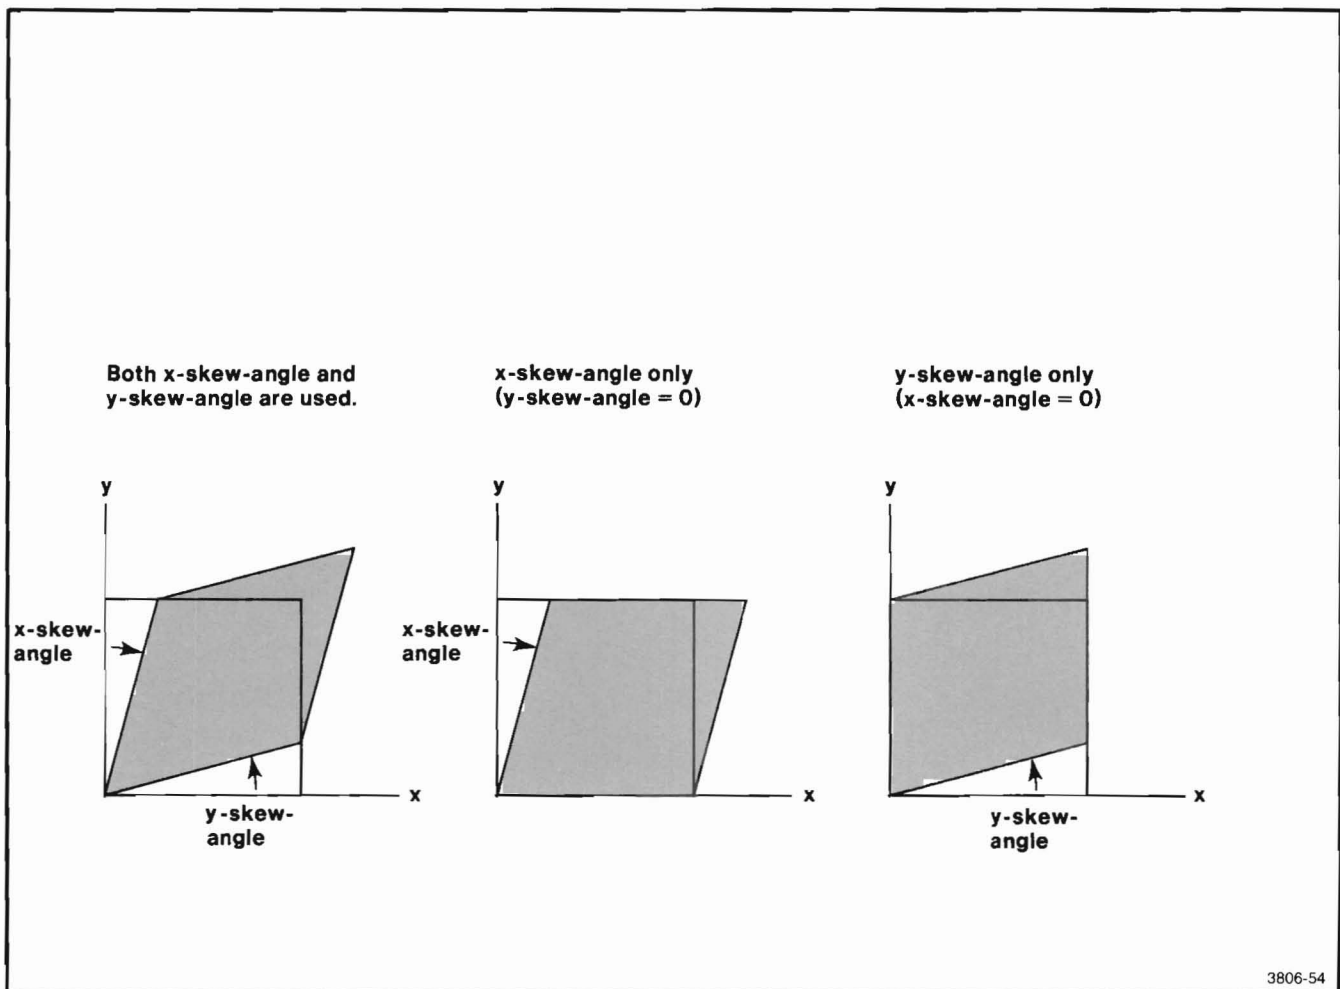 Both x-skew-angle and
y-skew-angle are used.
x-skew-angle only
(y-skew-angle = 0)
y-skew-angle only
(x-skew-angle = 0)
y
x-skew-
angle
x
y-skew-
angle
y
x-skew-
angle
x
y
x
y-skew-
angle
3806-54